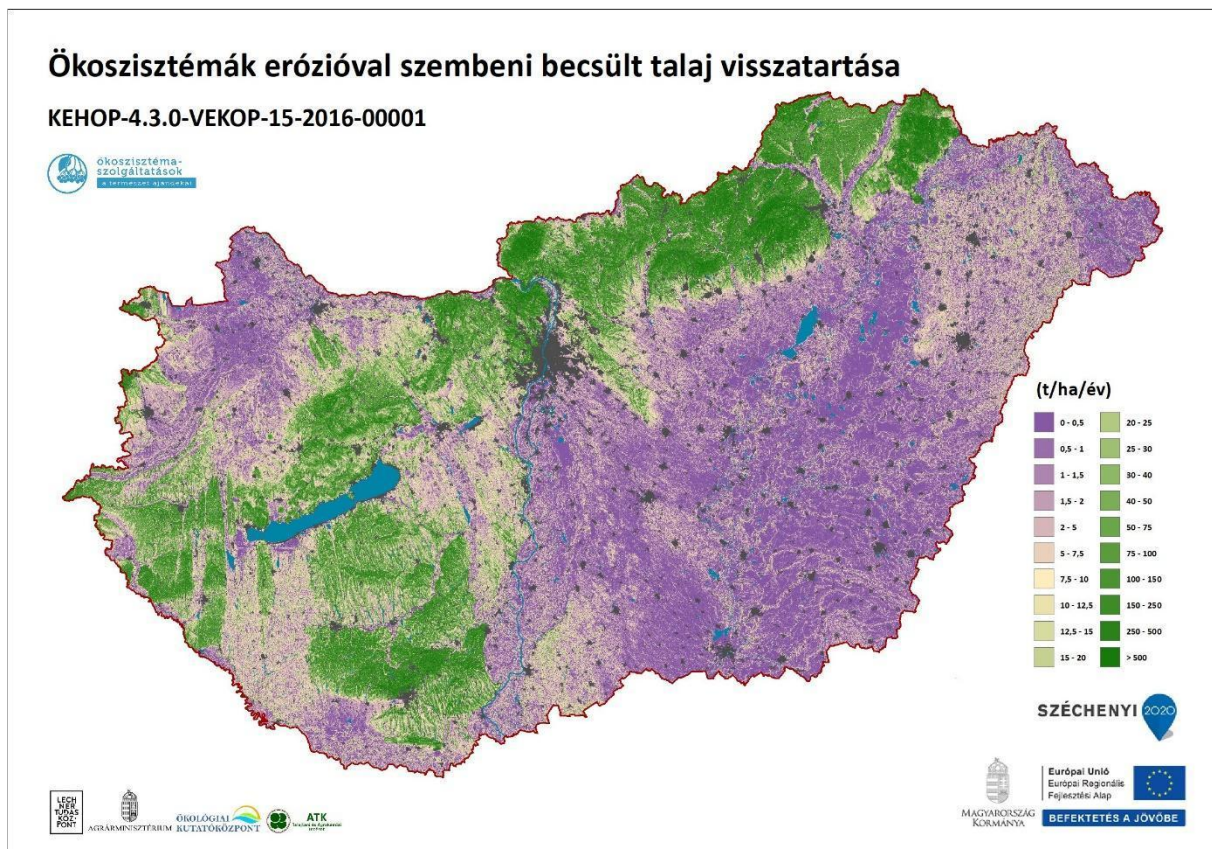 Ökoszisztémák erózióval szembeni becsült talaj visszatartása
KEHOP-4.3.0-VEKOP-15-2016-00001
ökoszisztéma-
szolgáltatások
a természet ajándékai
(t/ha/év)
0 - 0,5
0,5 - 1
1 - 1,5
1,5 - 2
2 - 5
5 - 7,5
7,5 - 10
10 - 12,5
12,5 - 15
15 - 20
20 - 25
25 - 30
30 - 40
40 - 50
50 - 75
75 - 100
100 - 150
150 - 250
250 - 500
> 500
SZÉCHENYI 2020
LECH
NER
TUDÁS
KÖZ
PONT
AGRÁRMINISZTÉRIUM
ÖKOLÓGIAI
KUTATÓKÖZPONT
ATK
MAGYARORSZÁG
KORMÁNYA
Európai Unió
Európai Regionális
Fejlesztési Alap
BEFEKTETÉS A JÖVŐBE